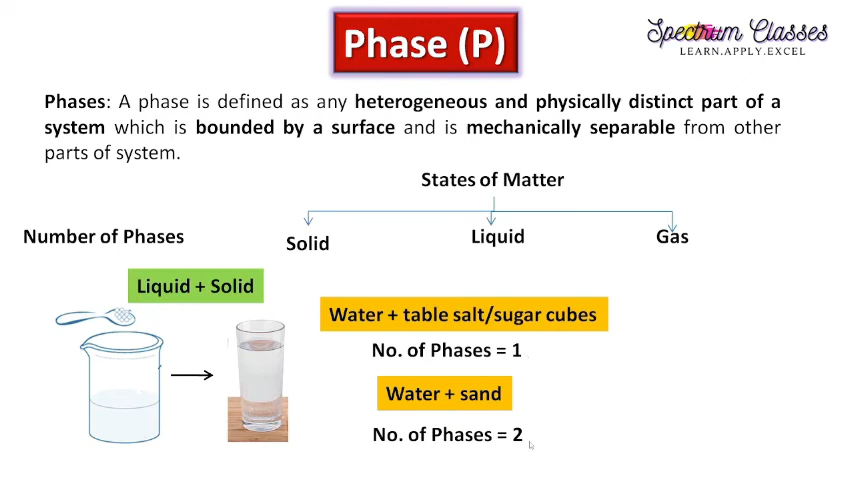 Phase (P)
Spectrum Classes
LEARN.APPLY.EXCEL
Phases: A phase is defined as any heterogeneous and physically distinct part of a
system which is bounded by a surface and is mechanically separable from other
parts of system.
States of Matter
Number of Phases
Solid
Liquid
Gas
Liquid + Solid
Water + table salt/sugar cubes
No. of Phases = 1
Water + sand
No. of Phases = 2